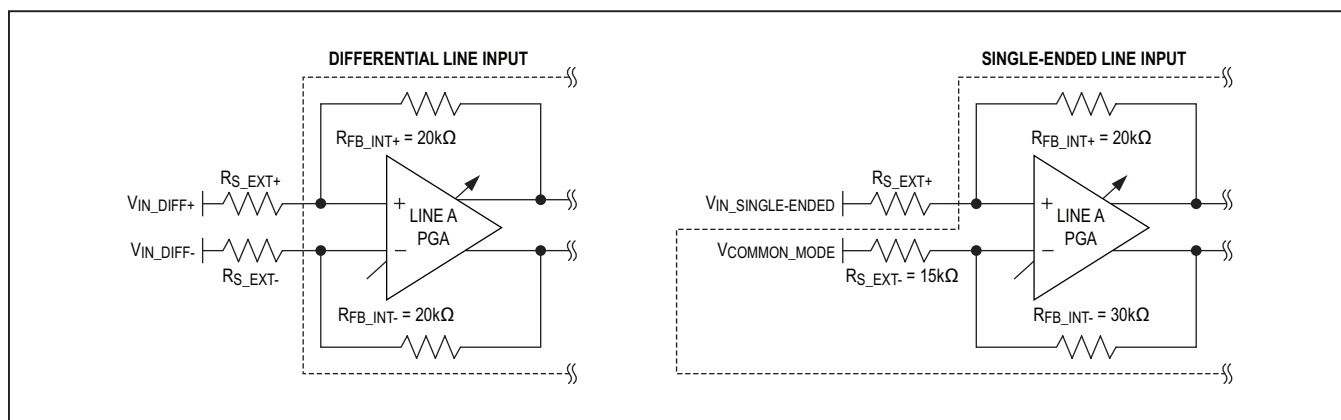 DIFFERENTIAL LINE INPUT
RFB_INT+ = 20kΩ
RS_EXT+
VIN_DIFF+
+
LINE A
PGA
VIN_DIFF-
−
RS_EXT-
RFB_INT- = 20kΩ
SINGLE-ENDED LINE INPUT
RFB_INT+ = 20kΩ
RS_EXT+
VIN_SINGLE-ENDED
+
LINE A
PGA
VCOMMON_MODE
−
RS_EXT- = 15kΩ
RFB_INT- = 30kΩ